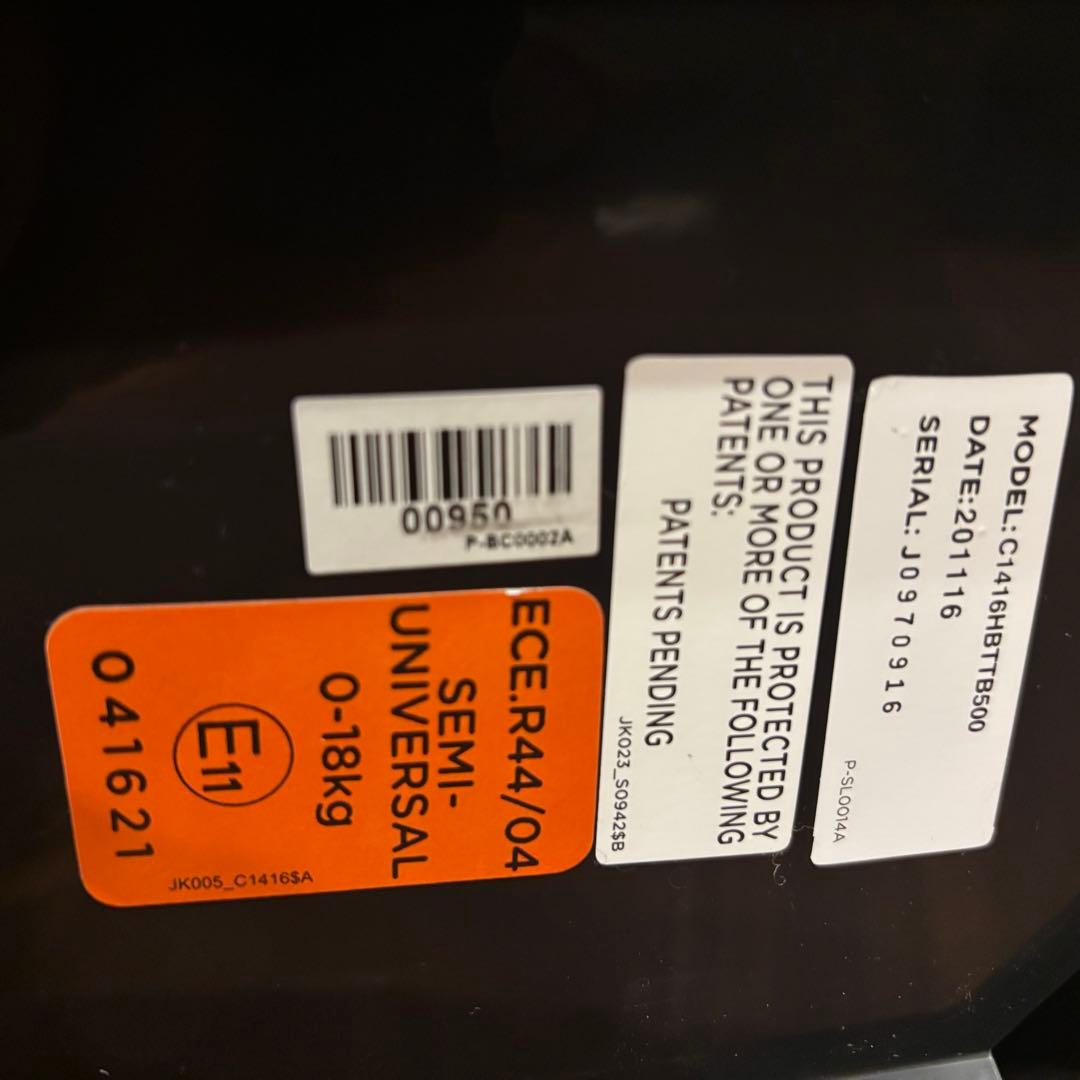 MODEL: C1416HBTTB500
DATE:201116
SERIAL: J0970916
P-SL0014A
THIS PRODUCT IS PROTECTED BY
ONE OR MORE OF THE FOLLOWING
PATENTS:
PATENTS PENDING
JK023_S0942$B
00950
P-BC0002A
ECE.R44/04
SEMI-
UNIVERSAL
0-18kg
E11
041621
JK005_C1416$A